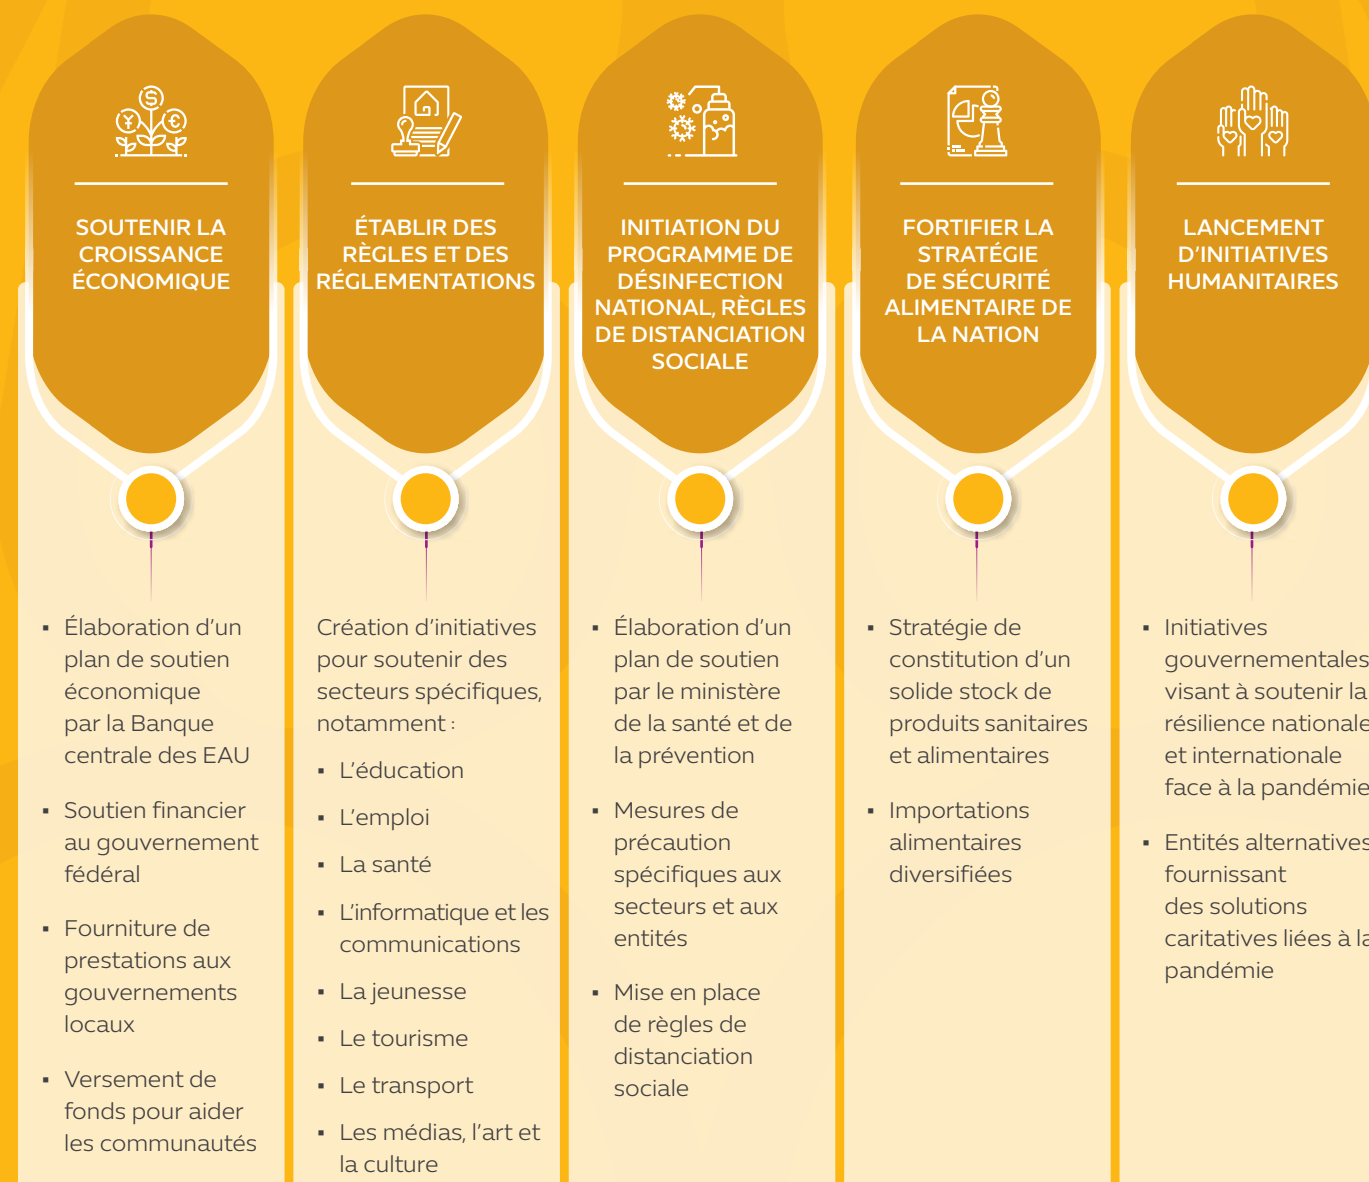 SOUTENIR LA
CROISSANCE
ÉCONOMIQUE
▪ Élaboration d'un
plan de soutien
économique
par la Banque
centrale des EAU
▪ Soutien financier
au gouvernement
fédéral
▪ Fourniture de
prestations aux
gouvernements
locaux
▪ Versement de
fonds pour aider
les communautés
ÉTABLIR DES
RÈGLES ET DES
RÉGLEMENTATIONS
Création d'initiatives
pour soutenir des
secteurs spécifiques,
notamment :
▪ L'éducation
▪ L'emploi
▪ La santé
▪ L'informatique et les
communications
▪ La jeunesse
▪ Le tourisme
▪ Le transport
▪ Les médias, l'art et
la culture
INITIATION DU
PROGRAMME DE
DÉSINFECTION
NATIONAL, RÈGLES
DE DISTANCIATION
SOCIALE
▪ Élaboration d'un
plan de soutien
par le ministère
de la santé et de
la prévention
▪ Mesures de
précaution
spécifiques aux
secteurs et aux
entités
▪ Mise en place
de règles de
distanciation
sociale
FORTIFIER LA
STRATÉGIE
DE SÉCURITÉ
ALIMENTAIRE DE
LA NATION
▪ Stratégie de
constitution d'un
solide stock de
produits sanitaires
et alimentaires
▪ Importations
alimentaires
diversifiées
LANCEMENT
D'INITIATIVES
HUMANITAIRES
▪ Initiatives
gouvernementales
visant à soutenir la
résilience nationale
et internationale
face à la pandémie
▪ Entités alternatives
fournissant
des solutions
caritatives liées à la
pandémie